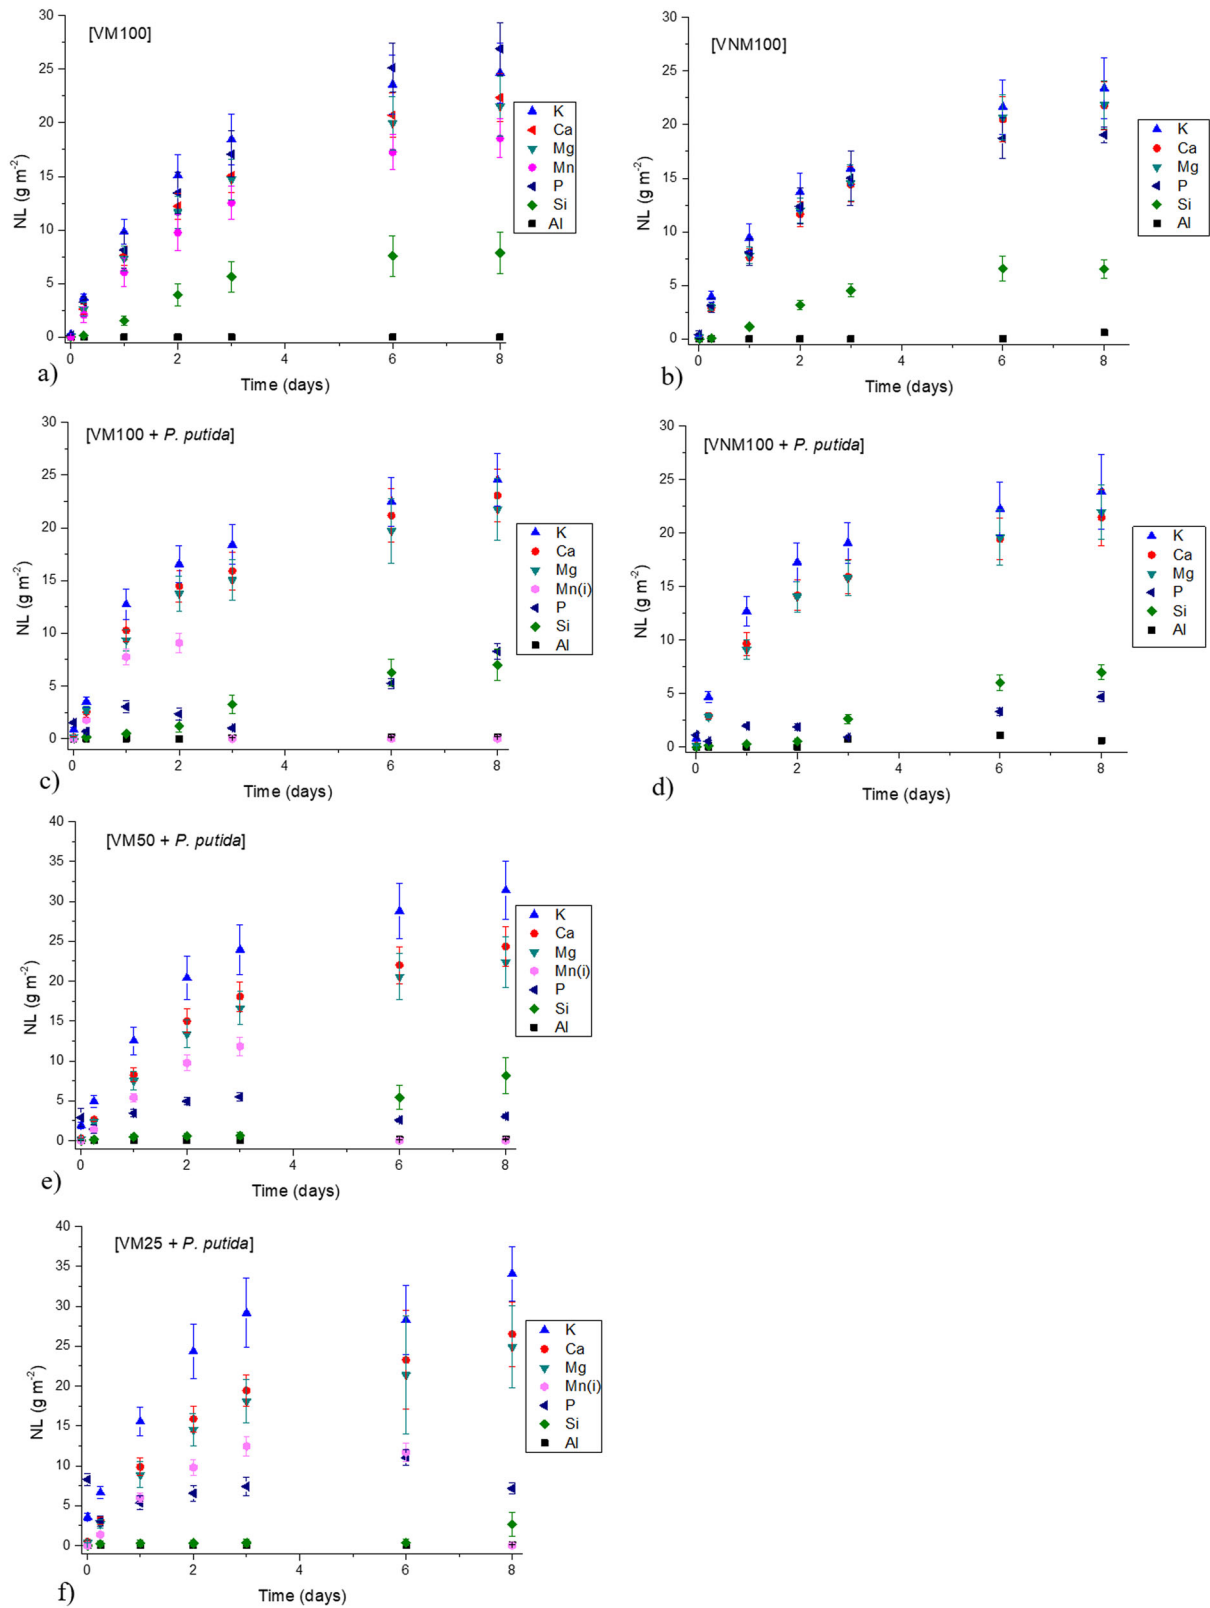 [VM100]
NL (g m-2)
30
25
20
15
10
5
0
0
2
4
6
8
Time (days)
K
Ca
Mg
Mn
P
Si
Al
a)
[VNM100]
NL (g m-2)
30
25
20
15
10
5
0
0
2
4
6
8
Time (days)
K
Ca
Mg
P
Si
Al
b)
[VM100 + P. putida]
NL (g m-2)
30
25
20
15
10
5
0
0
2
4
6
8
Time (days)
K
Ca
Mg
Mn(i)
P
Si
Al
c)
[VNM100 + P. putida]
NL (g m-2)
30
25
20
15
10
5
0
0
2
4
6
8
Time (days)
K
Ca
Mg
P
Si
Al
d)
[VM50 + P. putida]
NL (g m-2)
40
35
30
25
20
15
10
5
0
0
2
4
6
8
Time (days)
K
Ca
Mg
Mn(i)
P
Si
Al
e)
[VM25 + P. putida]
NL (g m-2)
40
35
30
25
20
15
10
5
0
0
2
4
6
8
Time (days)
K
Ca
Mg
Mn(i)
P
Si
Al
f)